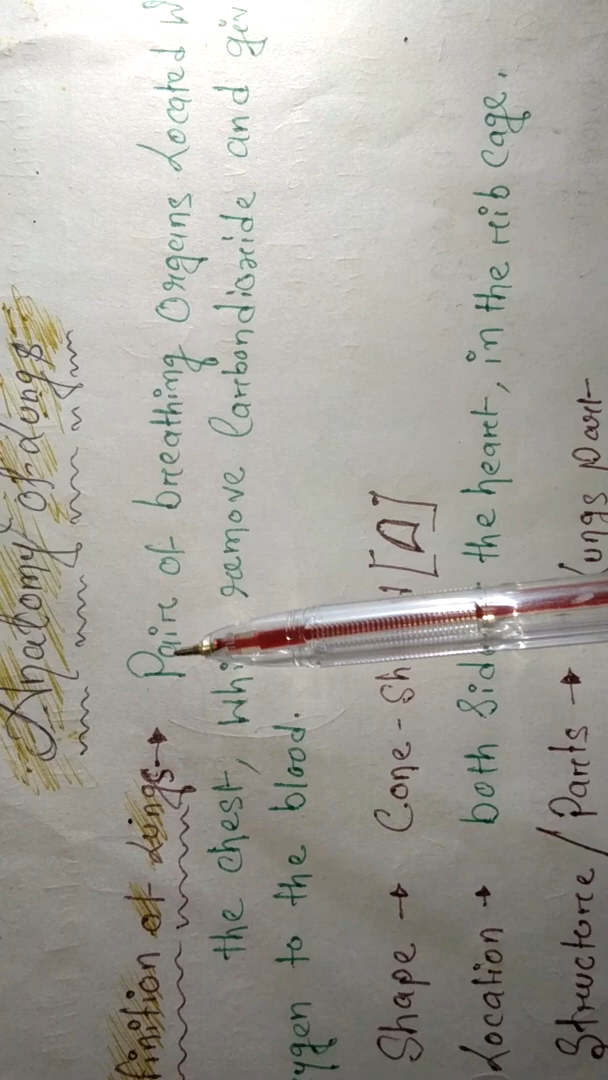 Anatomy of Lungs
finition of Lungs →
Pair of breathing Organs Located
the chest, Whi remove Carbondioxide and giv
ygen to the blood.
Shape → Cone-Sh [Δ]
Location → both Sid the heart, in the rib cage.
Structure / Parts → Lungs Part